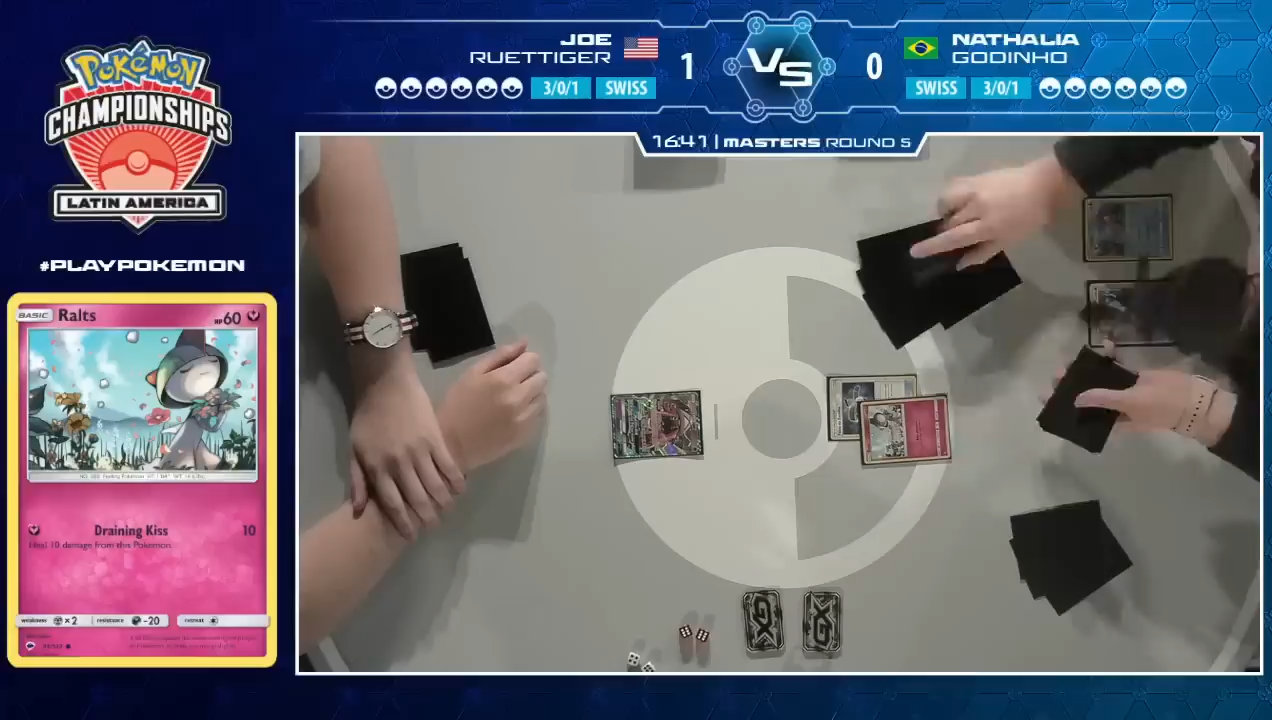 Pokémon
CHAMPIONSHIPS
LATIN AMERICA
#PLAYPOKEMON
JOE
RUETTIGER
3/0/1
SWISS
1
VS
0
NATHALIA
GODINHO
SWISS
3/0/1
16:41 | MASTERS ROUND 5
BASIC
Ralts
HP60
Draining Kiss
10
Heal 10 damage from this Pokémon.
weakness ×2 resistance -20 retreat
GX
GX